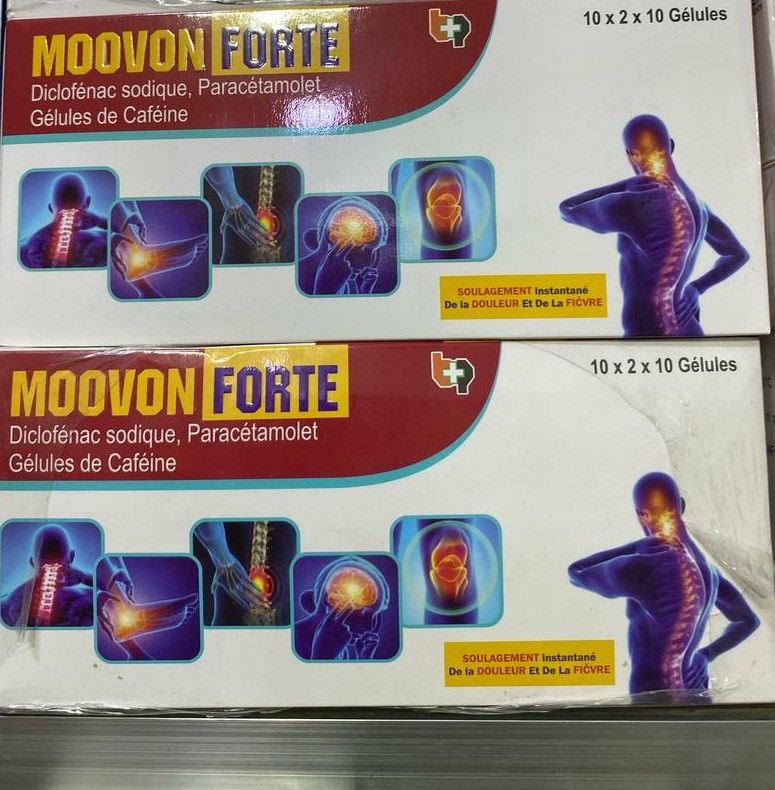 MOOVON FORTE
10 x 2 x 10 Gélules
Diclofénac sodique, Paracétamolet
Gélules de Caféine
SOULAGEMENT Instantané
De la DOULEUR Et De La FIČVRE
MOOVON FORTE
10 x 2 x 10 Gélules
Diclofénac sodique, Paracétamolet
Gélules de Caféine
SOULAGEMENT Instantané
De la DOULEUR Et De La FIČVRE